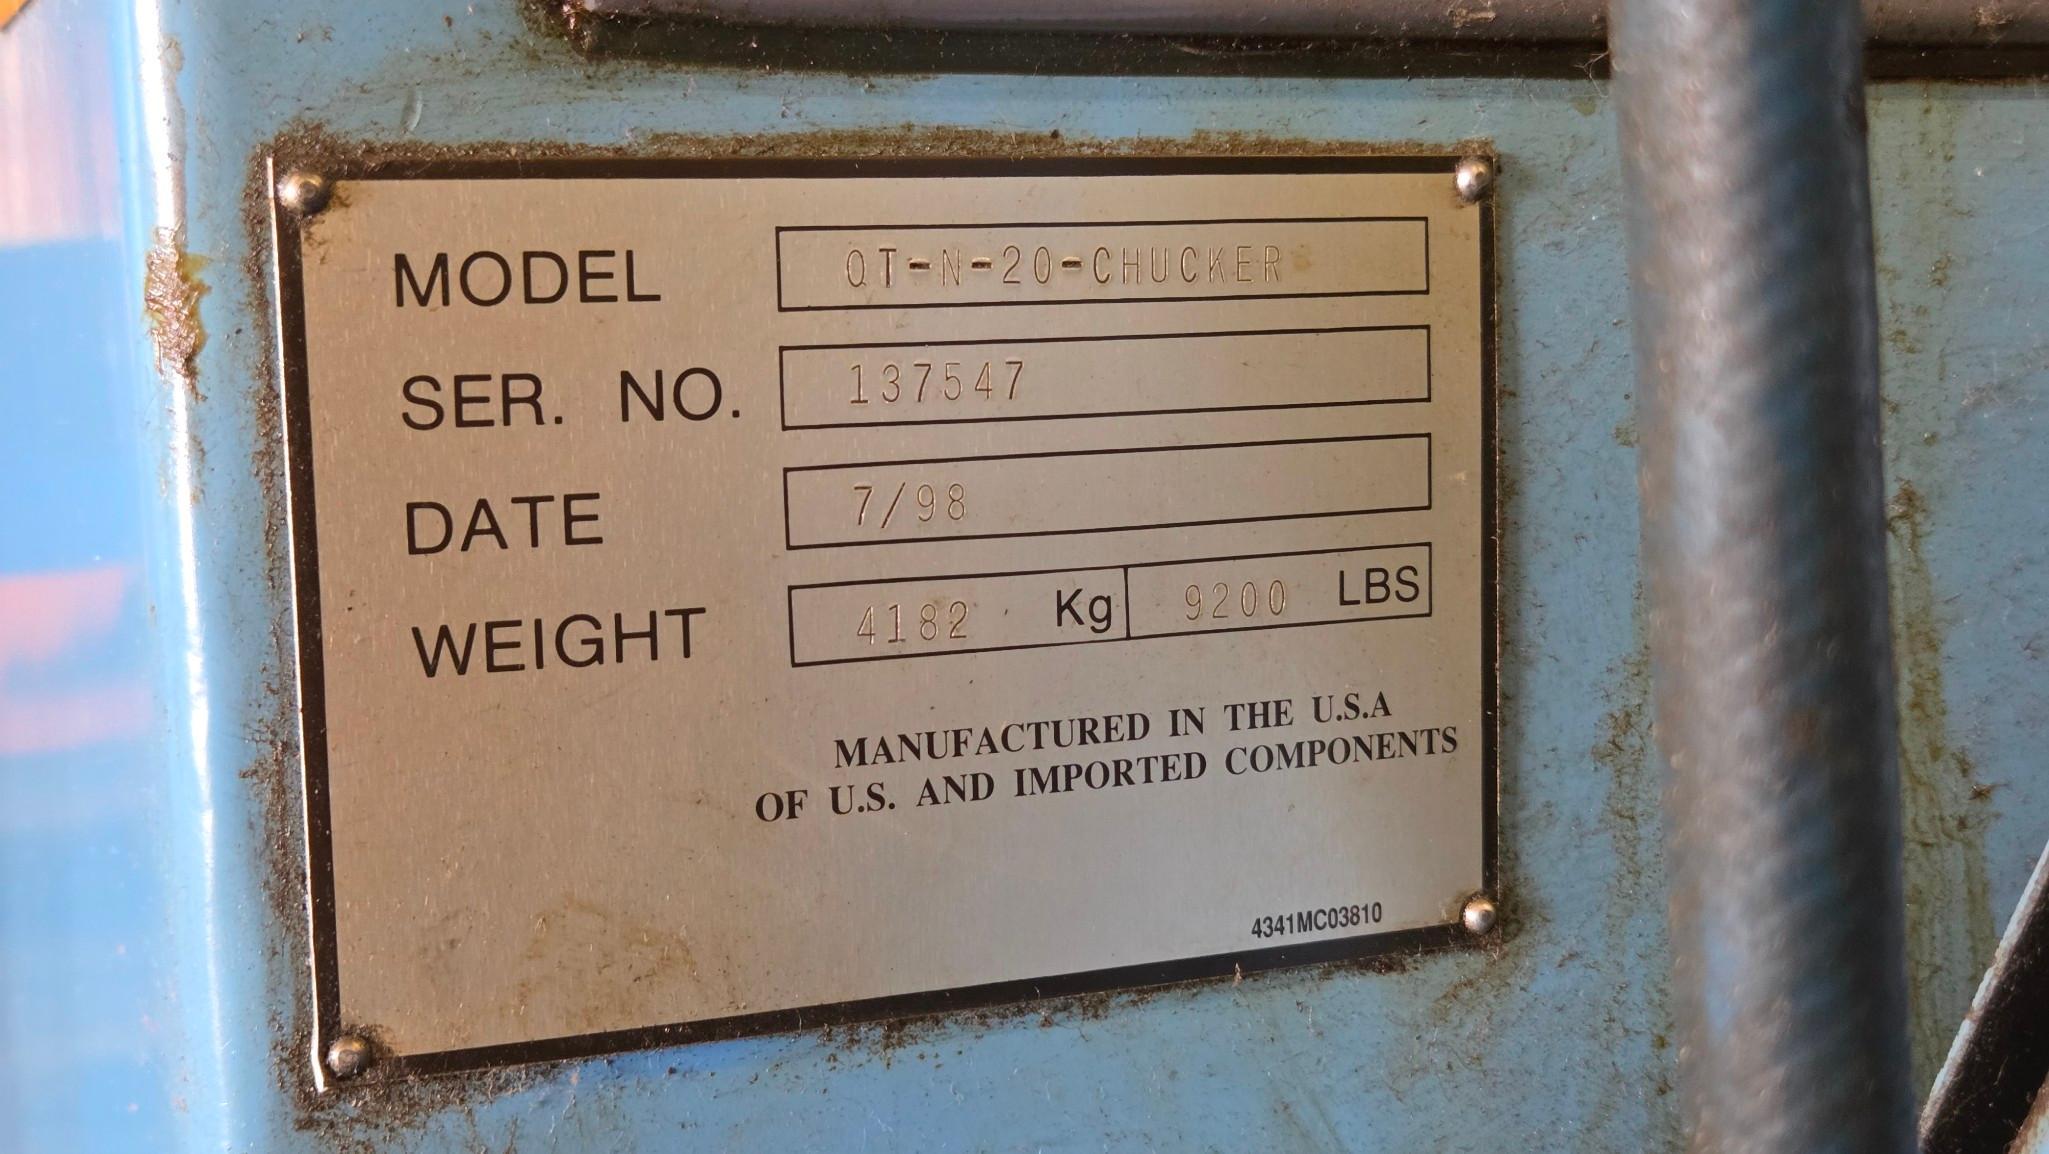 MODEL QT-N-20-CHUCKER
SER. NO. 137547
DATE 7/98
WEIGHT 4182 Kg 9200 LBS
MANUFACTURED IN THE U.S.A
OF U.S. AND IMPORTED COMPONENTS
4341MC03810